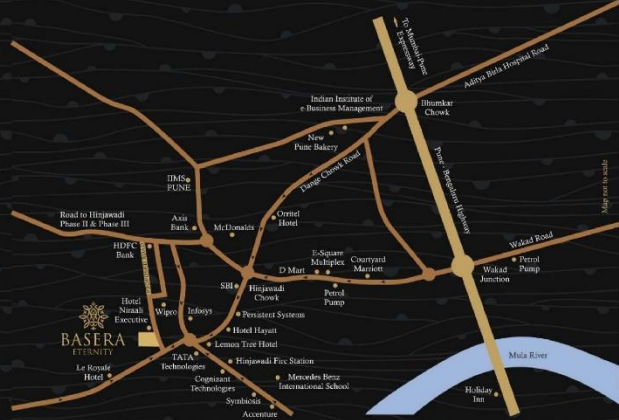 To Mumbai-Pune
Expressway
Aditya Birla Hospital Road
Indian Institute of
e-Business Management
Bhumkar
Chowk
New
Pune Bakery
Dange Chowk Road
IIMS
PUNE
Pune - Bengaluru Highway
Map not to scale
Road to Hinjawadi
Phase II & Phase III
Axis
Bank
McDonalds
Orritel
Hotel
Wakad Road
HDFC
Bank
E-Square
Multiplex
Courtyard
Marriott
D Mart
Petrol
Pump
Wakad
Junction
Petrol
Pump
SBI
Hinjawadi
Chowk
Hotel
Niraali
Executive
Wipro
Infosys
Persistent Systems
Hotel Hayatt
BASERA
ETERNITY
Lemon Tree Hotel
Mula River
TATA
Technologies
Hinjawadi Fire Station
Le Royale
Hotel
Cognizant
Technologies
Mercedes Benz
International School
Symbiosis
Accenture
Holiday
Inn